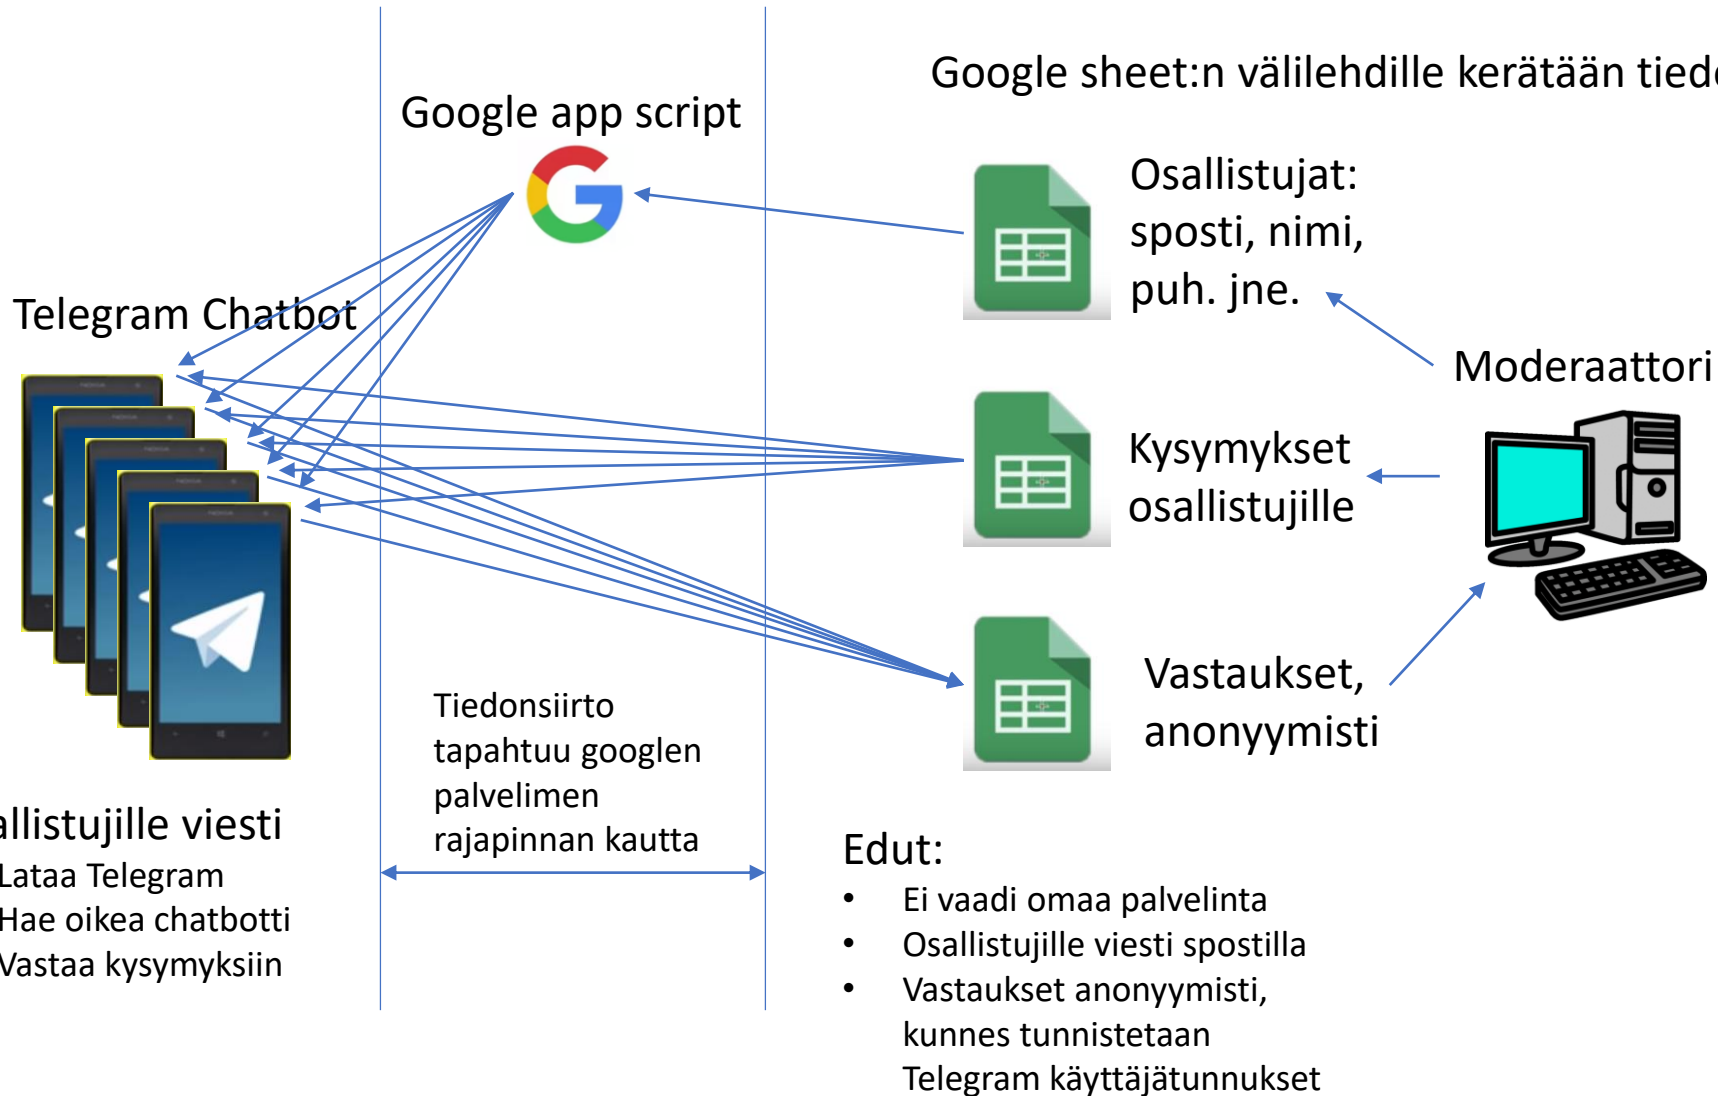 Google sheet:n välilehdille kerätään
Google app script
Osallistujat:
sposti, nimi,
puh. jne.
Telegram Chatbot
Moderaattori
Kysymykset
osallistujille
Vastaukset,
anonyymisti
Tiedonsiirto
tapahtuu googlen
palvelimen
rajapinnan kautta
viesti
Lataa Telegram
Hae oikea chatbotti
Vastaa kysymyksiin
Edut:
• Ei vaadi omaa palvelinta
• Osallistujille viesti spostilla
• Vastaukset anonyymisti,
kunnes tunnistetaan
Telegram käyttäjätunnukset